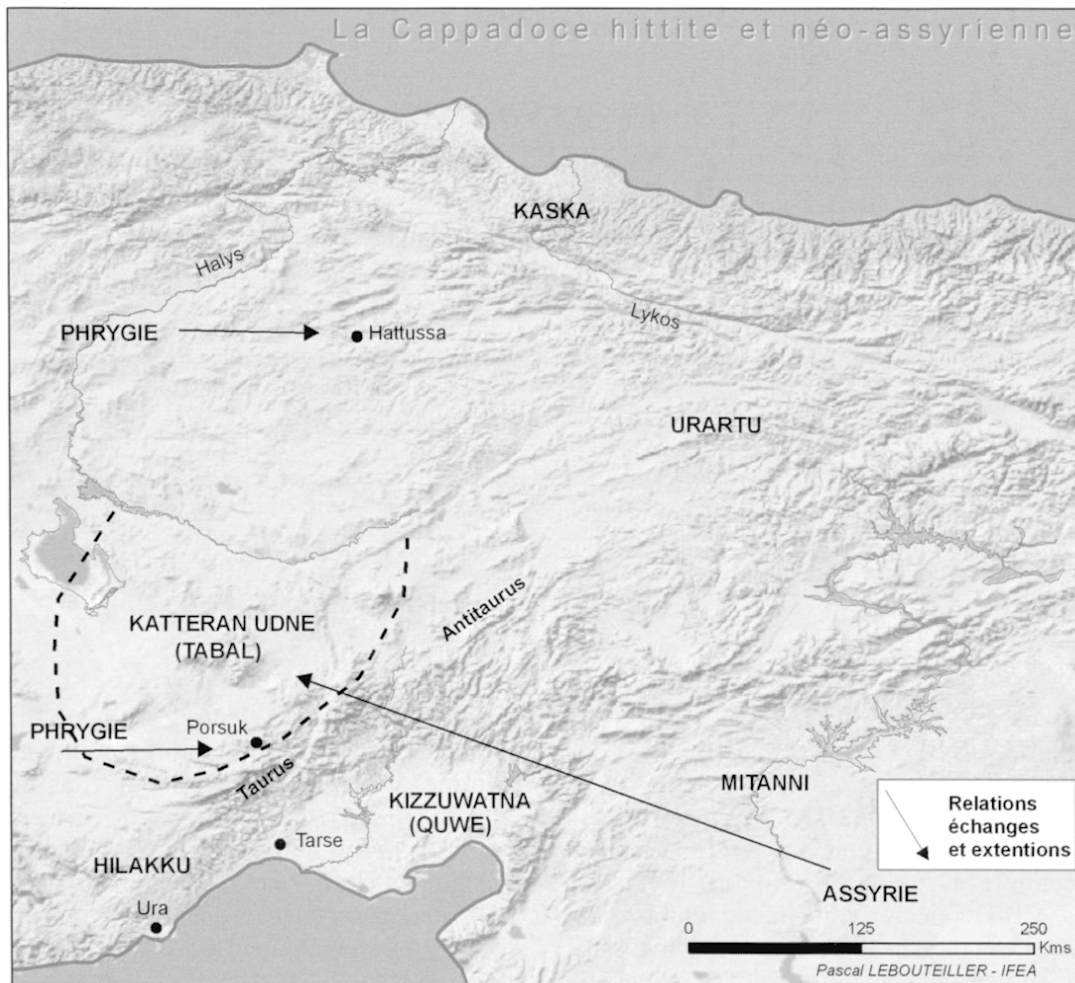 La Cappadoce hittite et néo-assyrienne
KASKA
Halys
Lykos
PHRYGIE
Hattussa
URARTU
Antitaurus
KATTERAN UDNE
(TABAL)
PHRYGIE
Porsuk
Taurus
MITANNI
KIZZUWATNA
(QUWE)
Relations
échanges
et extentions
Tarse
HILAKKU
ASSYRIE
Ura
0 125 250
Kms
Pascal LEBOUTEILLER - IFEA